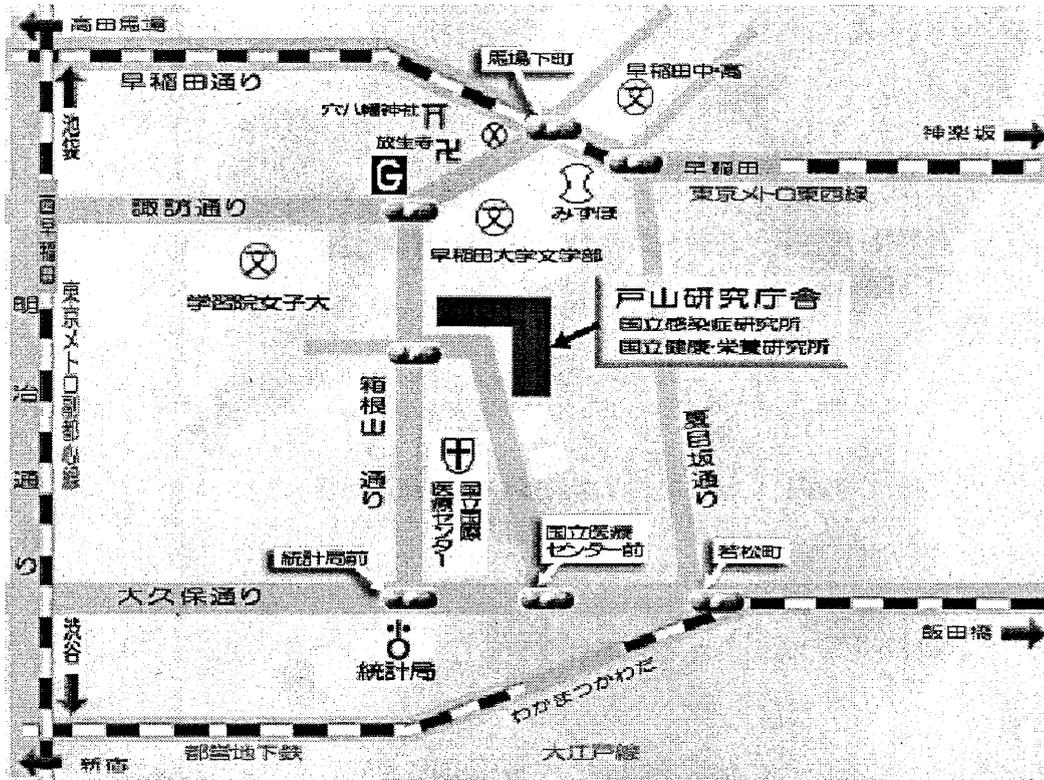 高田馬場
馬場下町
早稲田中・高
文
早稲田通り
池袋
穴八幡神社
文
神楽坂
放生寺
G
早稲田
東京メトロ東西線
みずほ
諏訪通り
文
早稲田大学文学部
西早稲田
文
学習院女子大
戸山研究庁舎
国立感染症研究所
国立健康・栄養研究所
明治通り
東京メトロ副都心線
箱根山通り
夏目坂通り
国立国際
医療センター
国立医療
センター前
統計局前
若松町
大久保通り
渋谷
統計局
飯田橋
わかまつかわだ
都営地下鉄
大江戸線
新宿